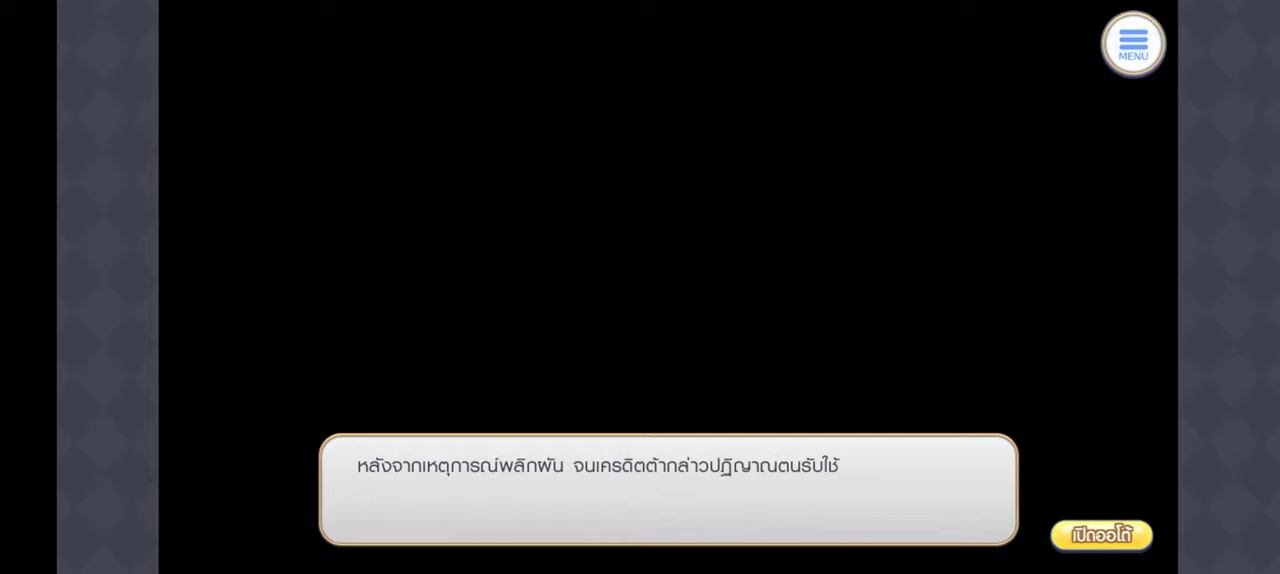 MENU
หลังจากเหตุการณ์พลิกผัน จนเครดิตต้ากล่าวปฏิญาณตนรับใช้
เปิดออโต้